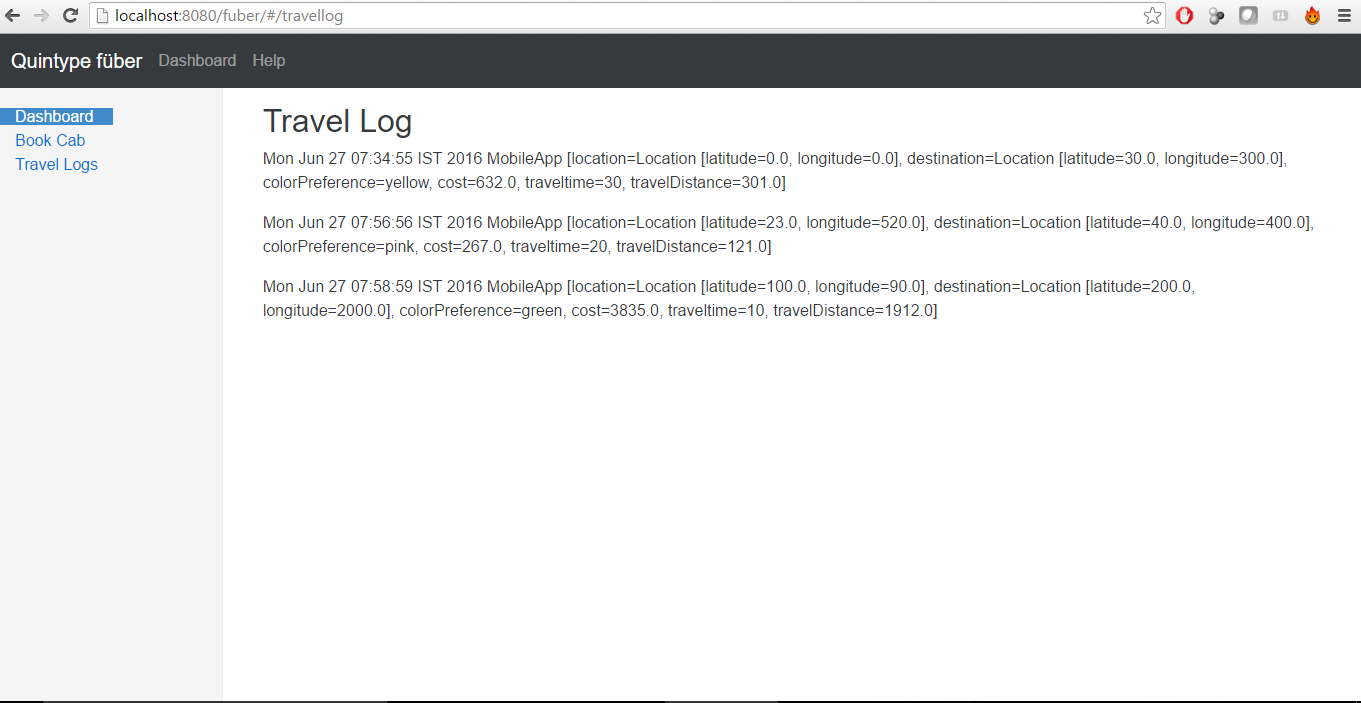 localhost:8080/fuber/#/travellog
Quintype füber Dashboard Help
Dashboard
Book Cab
Travel Logs
Travel Log
Mon Jun 27 07:34:55 IST 2016 MobileApp [location=Location [latitude=0.0, longitude=0.0], destination=Location [latitude=30.0, longitude=300.0],
colorPreference=yellow, cost=632.0, traveltime=30, travelDistance=301.0]
Mon Jun 27 07:56:56 IST 2016 MobileApp [location=Location [latitude=23.0, longitude=520.0], destination=Location [latitude=40.0, longitude=400.0],
colorPreference=pink, cost=267.0, traveltime=20, travelDistance=121.0]
Mon Jun 27 07:58:59 IST 2016 MobileApp [location=Location [latitude=100.0, longitude=90.0], destination=Location [latitude=200.0,
longitude=2000.0], colorPreference=green, cost=3835.0, traveltime=10, travelDistance=1912.0]